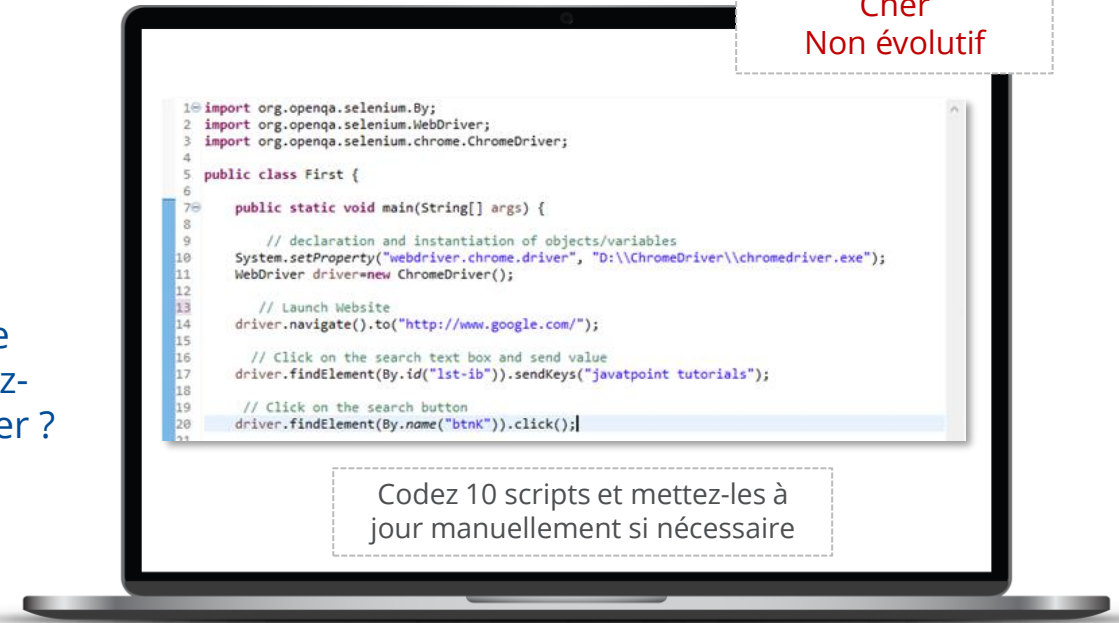 Cher
Non évolutif
1 import org.openqa.selenium.By;
2 import org.openqa.selenium.WebDriver;
3 import org.openqa.selenium.chrome.ChromeDriver;
4
5 public class First {
6
7 public static void main(String[] args) {
8
9 // declaration and instantiation of objects/variables
10 System.setProperty("webdriver.chrome.driver", "D:\\ChromeDriver\\chromedriver.exe");
11 WebDriver driver=new ChromeDriver();
12
13 // Launch Website
14 driver.navigate().to("http://www.google.com/");
15
16 // Click on the search text box and send value
17 driver.findElement(By.id("lst-ib")).sendKeys("javatpoint tutorials");
18
19 // Click on the search button
20 driver.findElement(By.name("btnK")).click();
21
e
z-
er ?
Codez 10 scripts et mettez-les à
jour manuellement si nécessaire